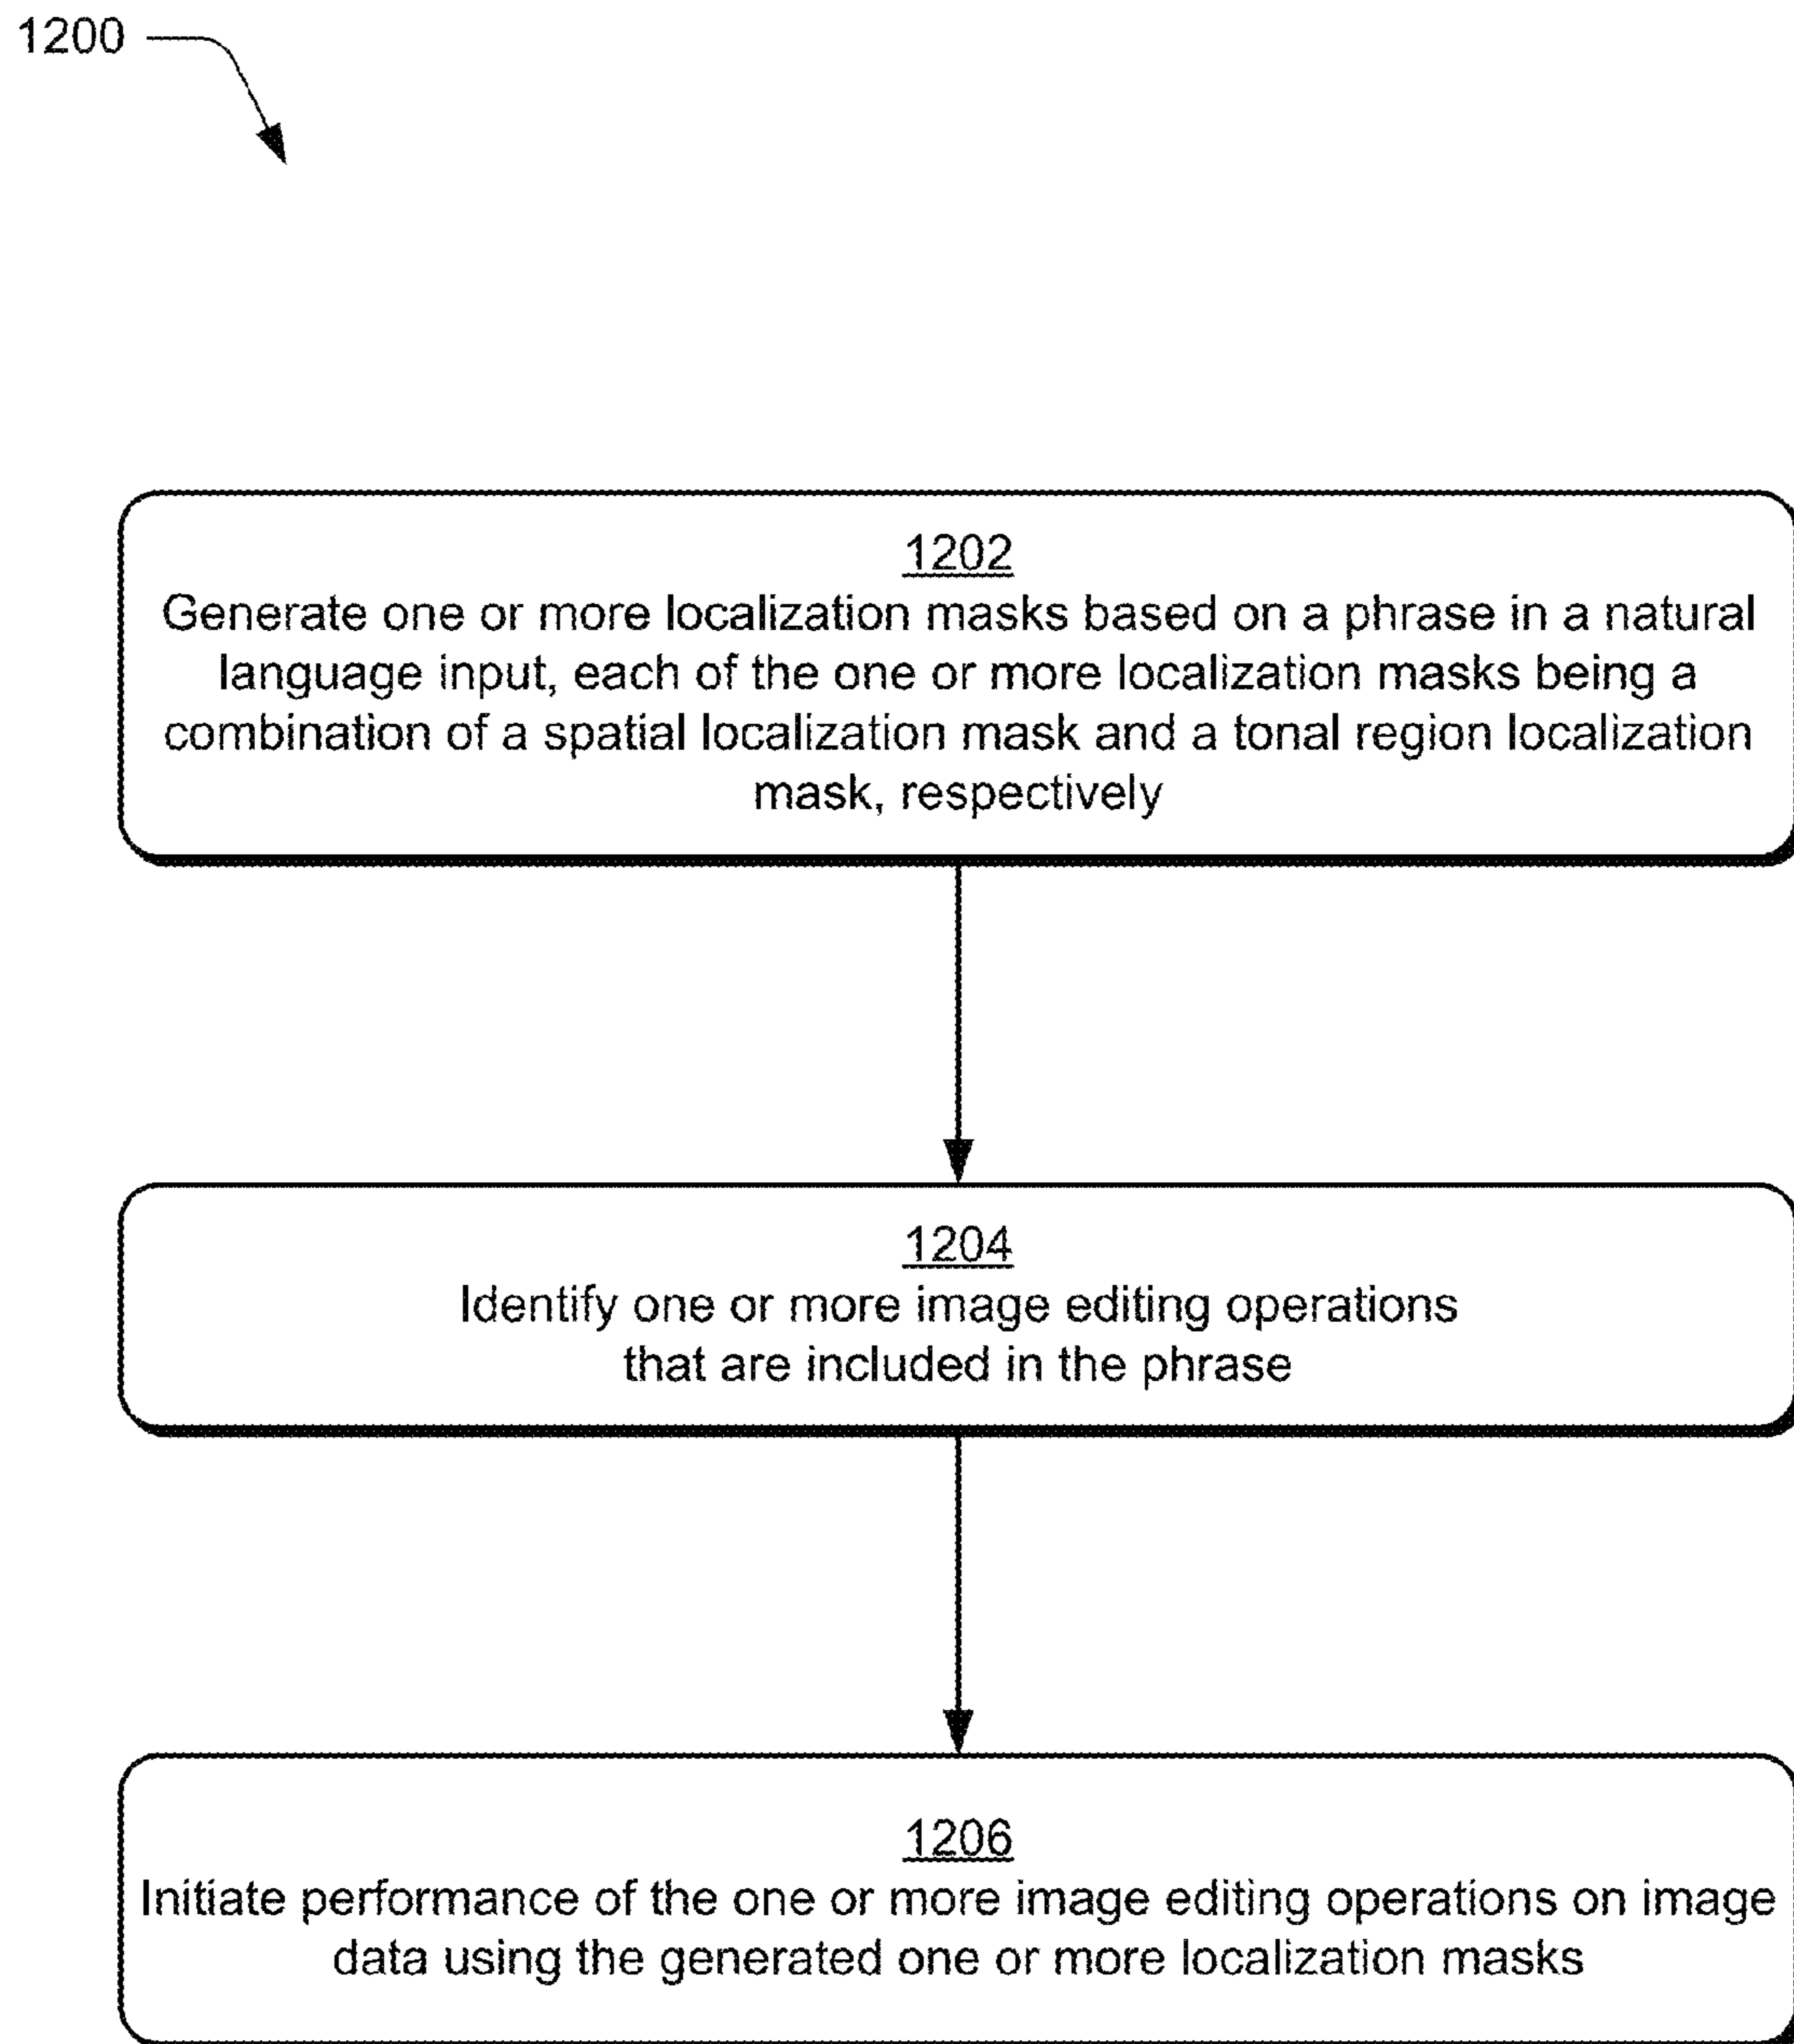 1200
1202
Generate one or more localization masks based on a phrase in a natural
language input, each of the one or more localization masks being a
combination of a spatial localization mask and a tonal region localization
mask, respectively
1204
Identify one or more image editing operations
that are included in the phrase
1206
Initiate performance of the one or more image editing operations on image
data using the generated one or more localization masks